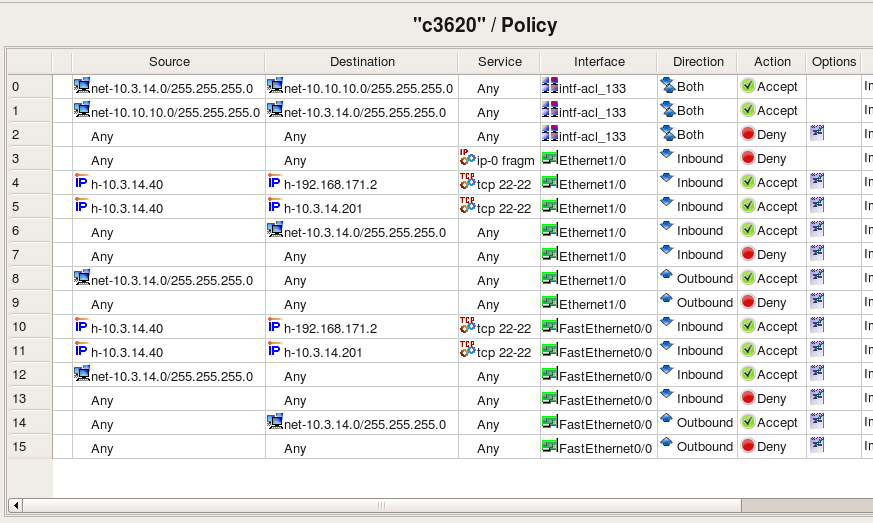 "c3620" / Policy
Source Destination Service Interface Direction Action Options
0 net-10.3.14.0/255.255.255.0 net-10.10.10.0/255.255.255.0 Any intf-acl_133 Both Accept In
1 net-10.10.10.0/255.255.255.0 net-10.3.14.0/255.255.255.0 Any intf-acl_133 Both Accept In
2 Any Any Any intf-acl_133 Both Deny In
3 Any Any IP ip-0 fragm Ethernet1/0 Inbound Deny In
4 IP h-10.3.14.40 IP h-192.168.171.2 TCP tcp 22-22 Ethernet1/0 Inbound Accept In
5 IP h-10.3.14.40 IP h-10.3.14.201 TCP tcp 22-22 Ethernet1/0 Inbound Accept In
6 Any net-10.3.14.0/255.255.255.0 Any Ethernet1/0 Inbound Accept In
7 Any Any Any Ethernet1/0 Inbound Deny In
8 net-10.3.14.0/255.255.255.0 Any Any Ethernet1/0 Outbound Accept In
9 Any Any Any Ethernet1/0 Outbound Deny In
10 IP h-10.3.14.40 IP h-192.168.171.2 TCP tcp 22-22 FastEthernet0/0 Inbound Accept In
11 IP h-10.3.14.40 IP h-10.3.14.201 TCP tcp 22-22 FastEthernet0/0 Inbound Accept In
12 net-10.3.14.0/255.255.255.0 Any Any FastEthernet0/0 Inbound Accept In
13 Any Any Any FastEthernet0/0 Inbound Deny In
14 Any net-10.3.14.0/255.255.255.0 Any FastEthernet0/0 Outbound Accept In
15 Any Any Any FastEthernet0/0 Outbound Deny In